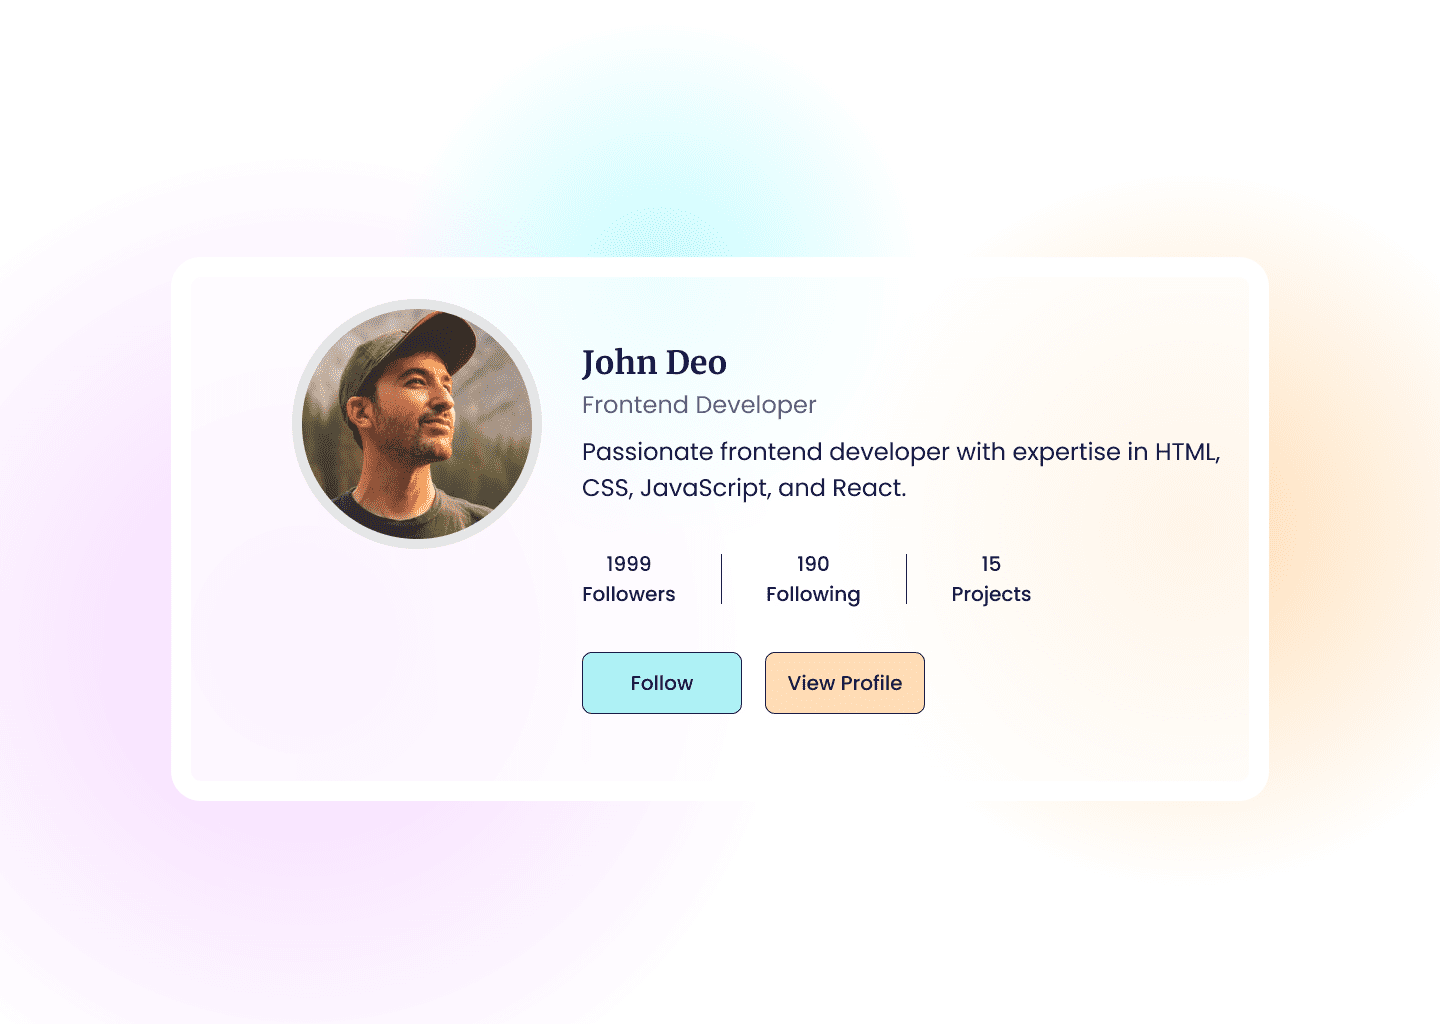 John Deo
Frontend Developer
Passionate frontend developer with expertise in HTML,
CSS, JavaScript, and React.
1999
Followers
190
Following
15
Projects
Follow
View Profile